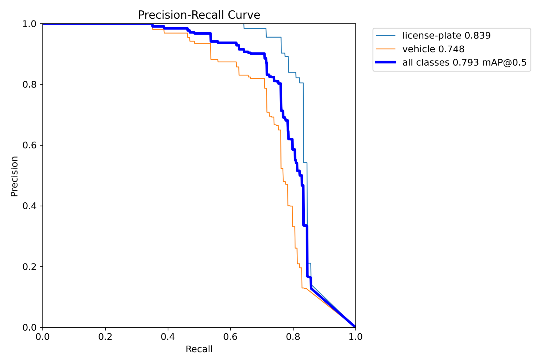 Precision-Recall Curve
license-plate 0.839
vehicle 0.748
all classes 0.793 mAP@0.5
Precision
1.0
0.8
0.6
0.4
0.2
0.0
0.0 0.2 0.4 0.6 0.8 1.0
Recall